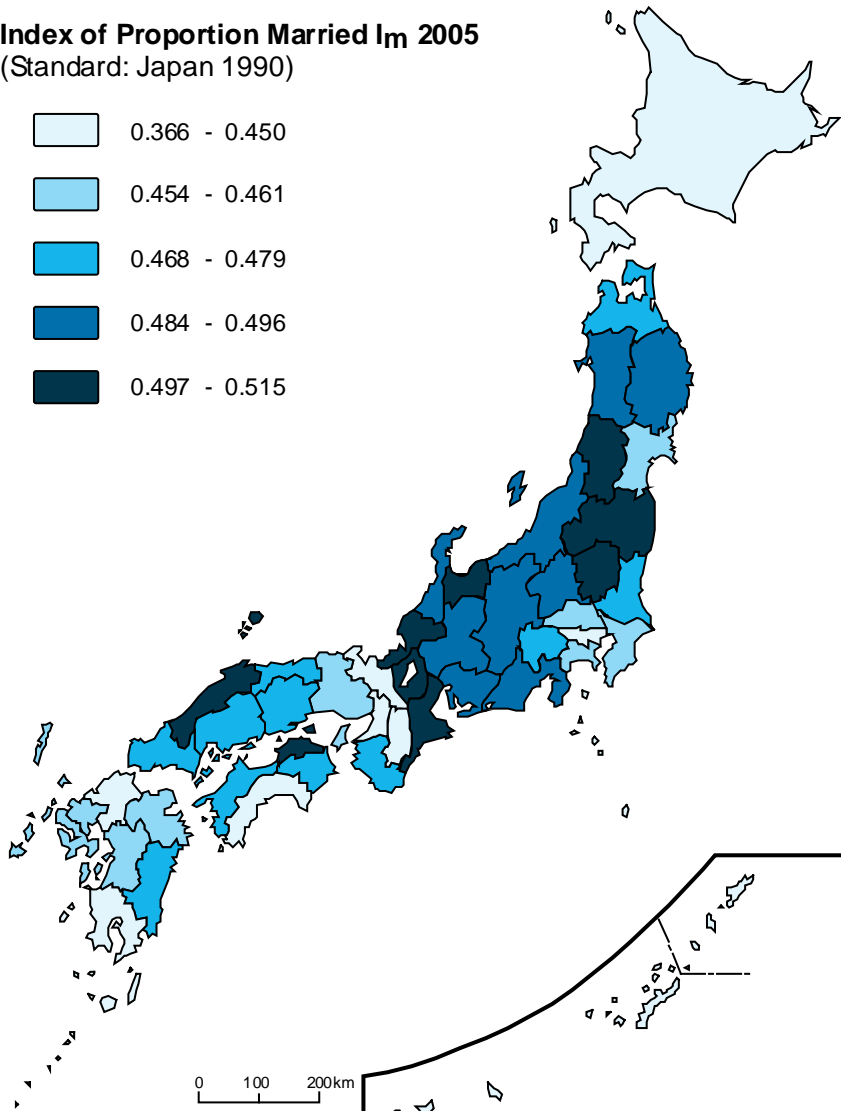 Index of Proportion Married Im 2005
(Standard: Japan 1990)
0.366 - 0.450
0.454 - 0.461
0.468 - 0.479
0.484 - 0.496
0.497 - 0.515
0 100 200km